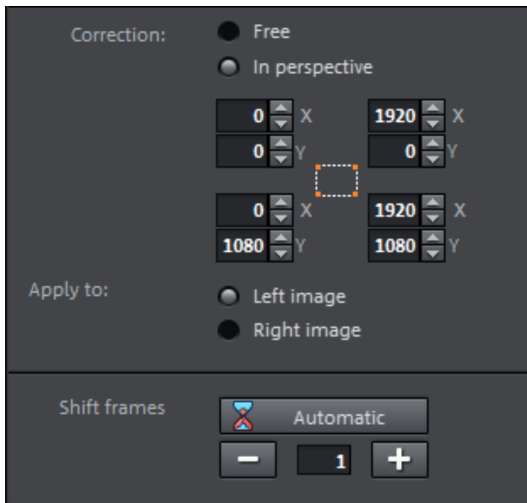 Correction:
Free
In perspective
0 X 1920 X
0 Y 0 Y
0 X 1920 X
1080 Y 1080 Y
Apply to:
Left image
Right image
Shift frames
Automatic
− 1 +